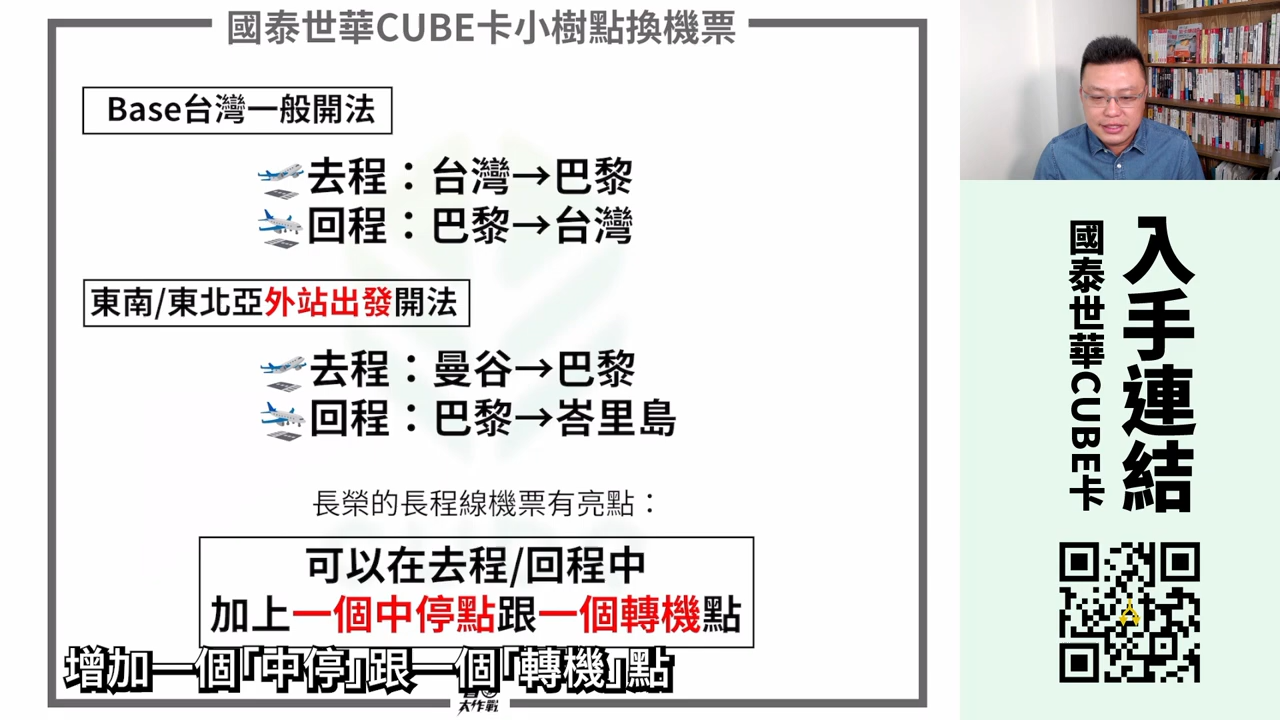 國泰世華CUBE卡小樹點換機票
Base台灣一般開法
去程：台灣→巴黎
回程：巴黎→台灣
東南/東北亞外站出發開法
去程：曼谷→巴黎
回程：巴黎→峇里島
長榮的長程線機票有亮點：
可以在去程/回程中
加上一個中停點跟一個轉機點
增加一個「中停」跟一個「轉機」點
大作戰
入手連結
國泰世華CUBE卡